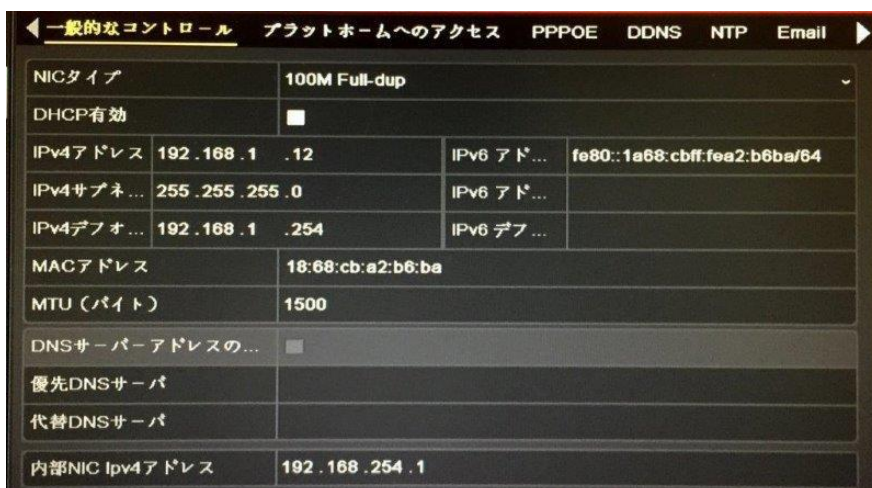 一般的なコントロール プラットホームへのアクセス PPPOE DDNS NTP Email
NICタイプ 100M Full-dup
DHCP有効
IPv4アドレス 192.168.1 .12 IPv6 アド... fe80::1a68:cbff:fea2:b6ba/64
IPv4サブネ... 255.255.255.0 IPv6 アド...
IPv4デフォ... 192.168.1 .254 IPv6 デフ...
MACアドレス 18:68:cb:a2:b6:ba
MTU（バイト） 1500
DNSサーバーアドレスの...
優先DNSサーバ
代替DNSサーバ
内部NIC Ipv4アドレス 192.168.254.1